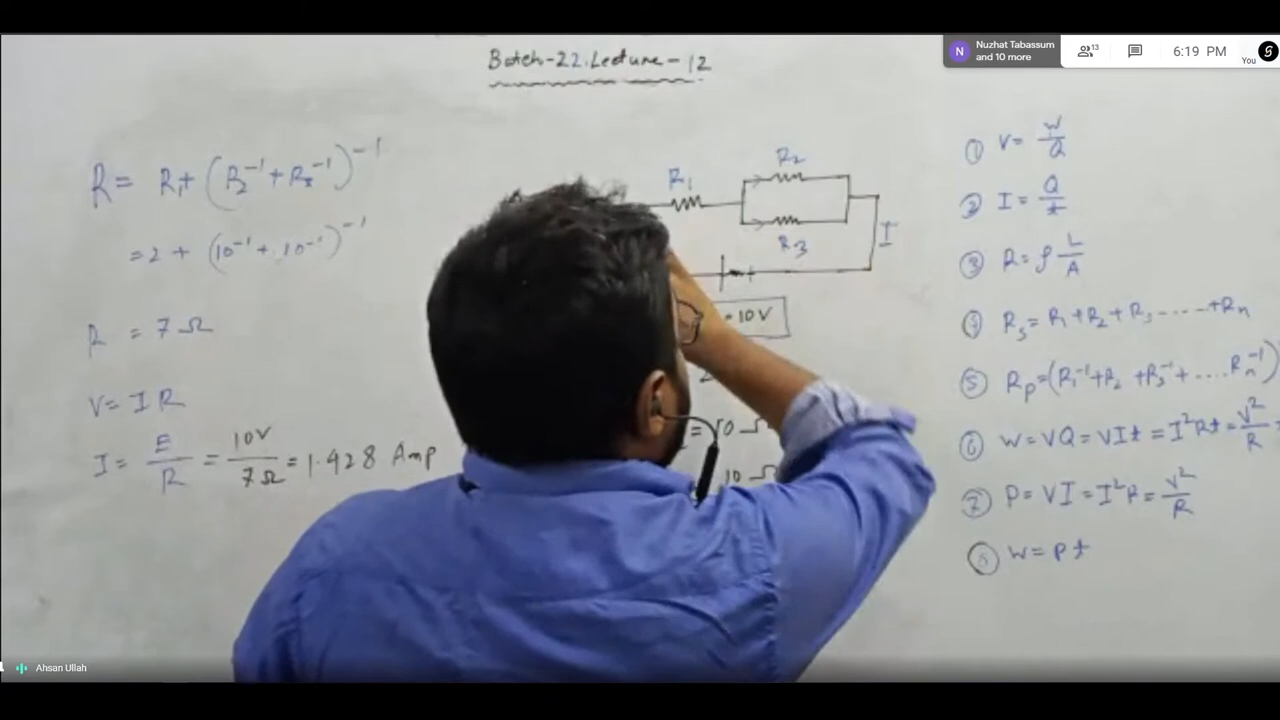 Batch-22.Lecture-12
Nuzhat Tabassum
and 10 more
13
6:19 PM
You
R = R₁+(R₂⁻¹+R₃⁻¹)⁻¹
= 2 + (10⁻¹+10⁻¹)⁻¹
R = 7Ω
V = IR
I = E/R = 10V/7Ω = 1.428 Amp
R₁
R₂
R₃
I
= 10V
= 10
10
① V = W/Q
② I = Q/t
③ R = ρ L/A
④ Rs = R₁+R₂+R₃......+Rn
⑤ Rp=(R₁⁻¹+R₂+R₃⁻¹+....Rn⁻¹)
⑥ W = VQ = VIt = I²Rt = V²/R
⑦ P = VI = I²R = V²/R
⑧ W = Pt
Ahsan Ullah